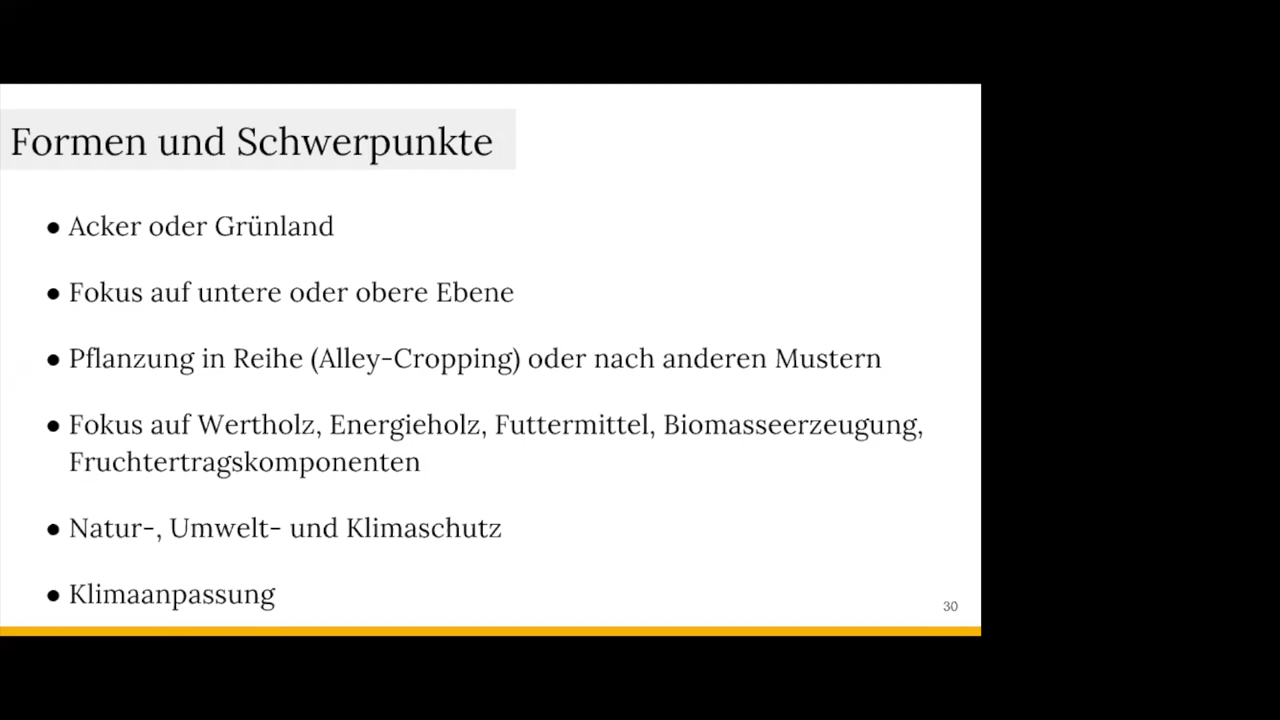 Formen und Schwerpunkte
● Acker oder Grünland
● Fokus auf untere oder obere Ebene
● Pflanzung in Reihe (Alley-Cropping) oder nach anderen Mustern
● Fokus auf Wertholz, Energieholz, Futtermittel, Biomasseerzeugung,
Fruchtertragskomponenten
● Natur-, Umwelt- und Klimaschutz
● Klimaanpassung
30